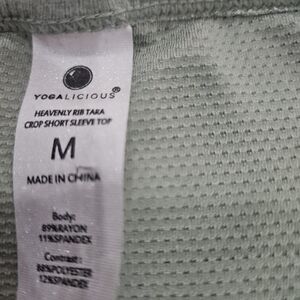 YOGALICIOUS®
HEAVENLY RIB TARA
CROP SHORT SLEEVE TOP
M
MADE IN CHINA
Body:
89%RAYON
11%SPANDEX
Contrast:
88%POLYESTER
12%SPANDEX